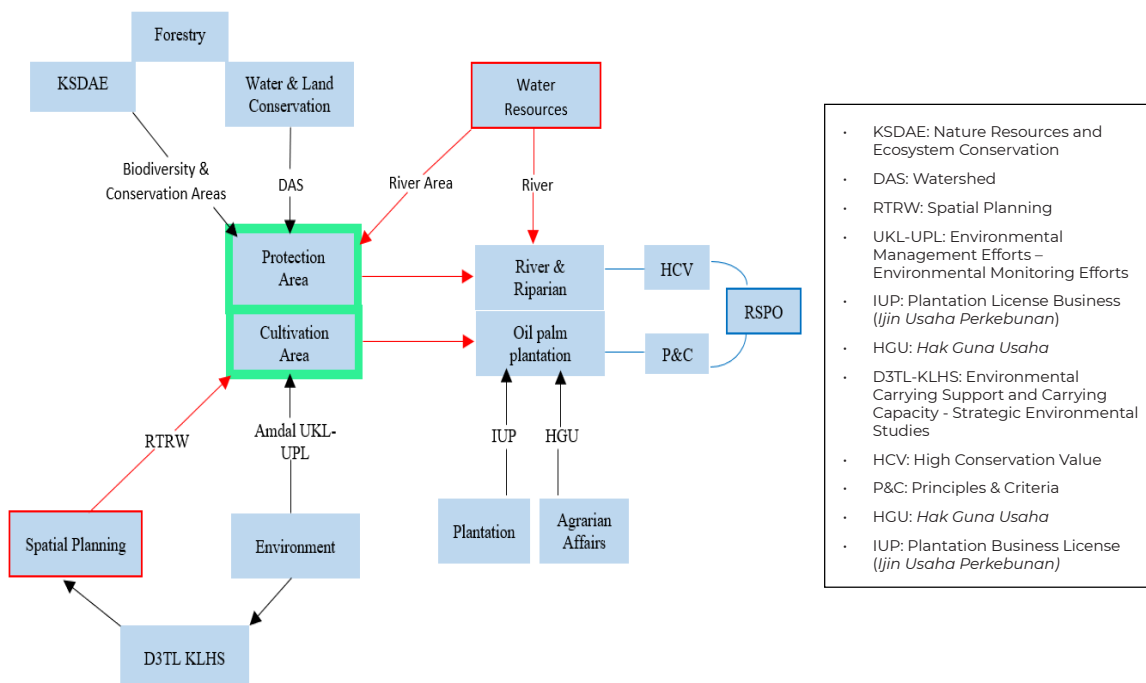 Forestry
KSDAE
Water & Land
Conservation
Water
Resources
Biodiversity &
Conservation Areas
DAS
River Area
River
Protection
Area
River &
Riparian
HCV
RSPO
Cultivation
Area
Oil palm
plantation
P&C
RTRW
Amdal UKL-
UPL
IUP
HGU
Spatial Planning
Environment
Plantation
Agrarian
Affairs
D3TL KLHS
• KSDAE: Nature Resources and
Ecosystem Conservation
• DAS: Watershed
• RTRW: Spatial Planning
• UKL-UPL: Environmental
Management Efforts –
Environmental Monitoring Efforts
• IUP: Plantation License Business
(Ijin Usaha Perkebunan)
• HGU: Hak Guna Usaha
• D3TL-KLHS: Environmental
Carrying Support and Carrying
Capacity - Strategic Environmental
Studies
• HCV: High Conservation Value
• P&C: Principles & Criteria
• HGU: Hak Guna Usaha
• IUP: Plantation Business License
(Ijin Usaha Perkebunan)